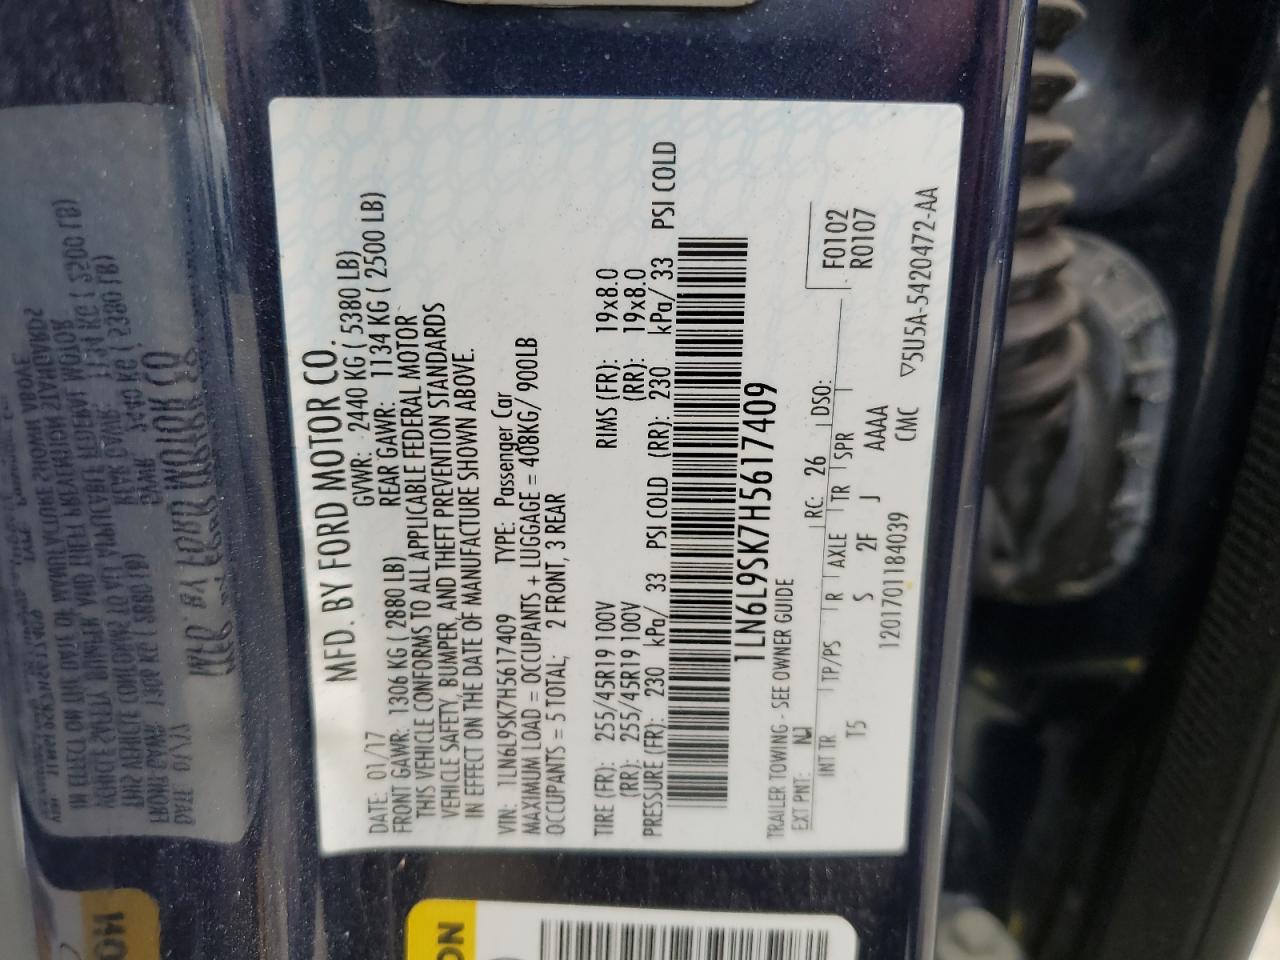 MFD. BY FORD MOTOR CO.
DATE: 01/17 GVWR: 2440 KG ( 5380 LB)
FRONT GAWR: 1306 KG ( 2880 LB) REAR GAWR: 1134 KG ( 2500 LB)
THIS VEHICLE CONFORMS TO ALL APPLICABLE FEDERAL MOTOR
VEHICLE SAFETY, BUMPER, AND THEFT PREVENTION STANDARDS
IN EFFECT ON THE DATE OF MANUFACTURE SHOWN ABOVE.
VIN: 1LN6L9SK7H5617409 TYPE: Passenger Car
MAXIMUM LOAD = OCCUPANTS + LUGGAGE = 408KG/ 900LB
OCCUPANTS = 5 TOTAL, 2 FRONT, 3 REAR
TIRE (FR): 255/45R19 100V RIMS (FR): 19x8.0
(RR): 255/45R19 100V (RR): 19x8.0
PRESSURE (FR): 230 kPa/ 33 PSI COLD (RR): 230 kPa/ 33 PSI COLD
1LN6L9SK7H5617409
TRAILER TOWING - SEE OWNER GUIDE
EXT PNT: RC: 26 DSO: F0102
R0107
INT TR TP/PS R AXLE TR SPR
T5 S 2F J AAAA
1201701184039 CMC
▽5U5A-5420472-AA
ON